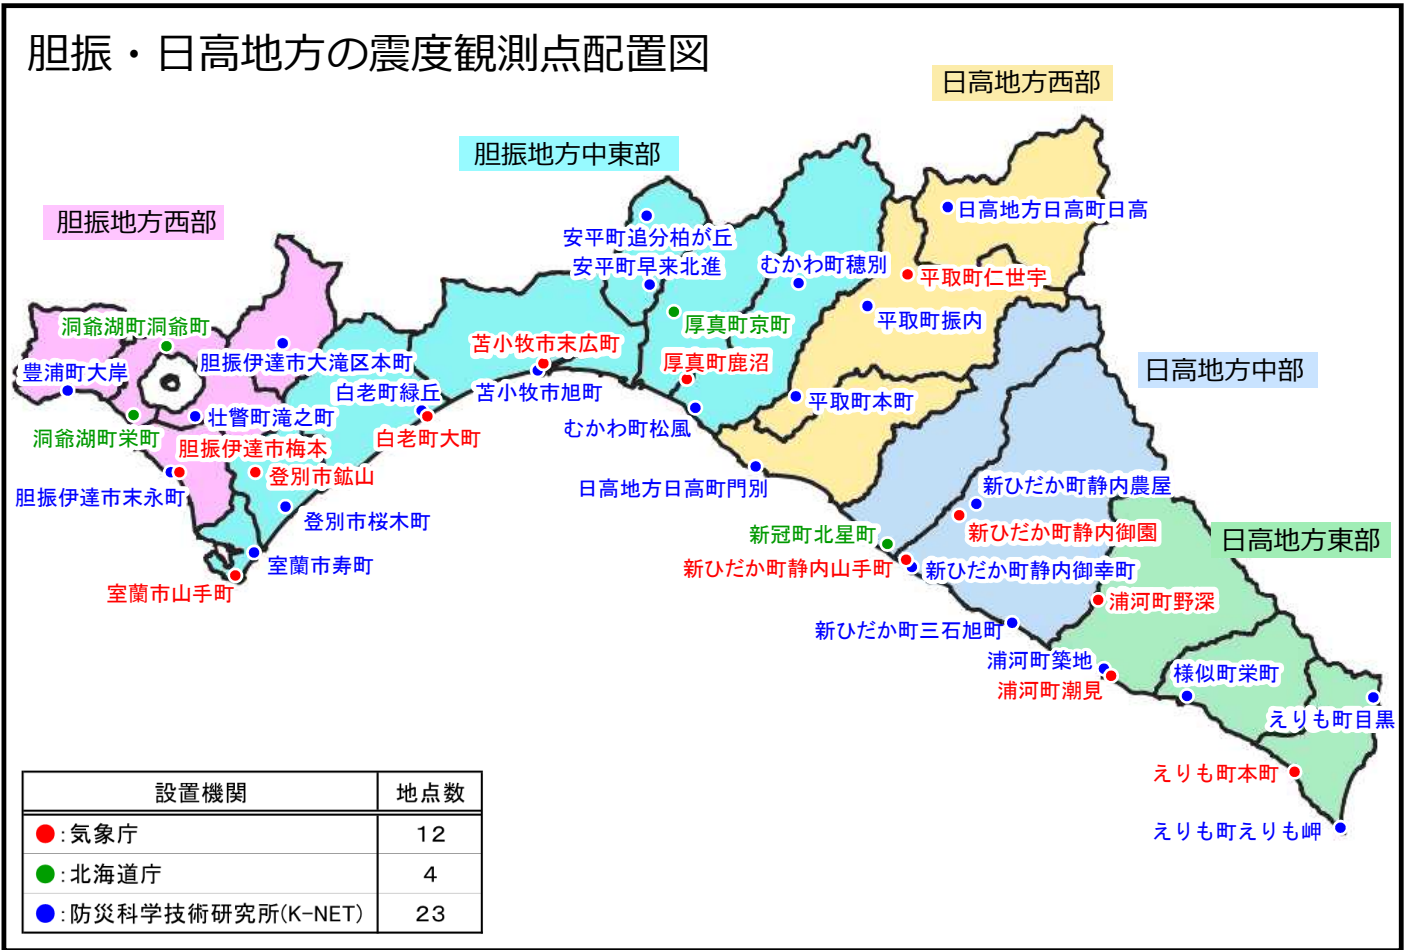 胆振・日高地方の震度観測点配置図
日高地方西部
胆振地方中東部
胆振地方西部
日高地方日高町日高
安平町追分柏が丘
安平町早来北進
むかわ町穂別
平取町仁世宇
洞爺湖町洞爺町
厚真町京町
平取町振内
苫小牧市末広町
胆振伊達市大滝区本町
厚真町鹿沼
日高地方中部
豊浦町大岸
白老町緑丘
苫小牧市旭町
平取町本町
壮瞥町滝之町
むかわ町松風
洞爺湖町栄町
白老町大町
胆振伊達市梅本
登別市鉱山
日高地方日高町門別
新ひだか町静内農屋
胆振伊達市末永町
登別市桜木町
新冠町北星町
新ひだか町静内御園
日高地方東部
室蘭市寿町
新ひだか町静内山手町
新ひだか町静内御幸町
室蘭市山手町
浦河町野深
新ひだか町三石旭町
浦河町築地
様似町栄町
浦河町潮見
えりも町目黒
えりも町本町
えりも町えりも岬
設置機関 地点数
:気象庁 12
:北海道庁 4
:防災科学技術研究所(K-NET) 23